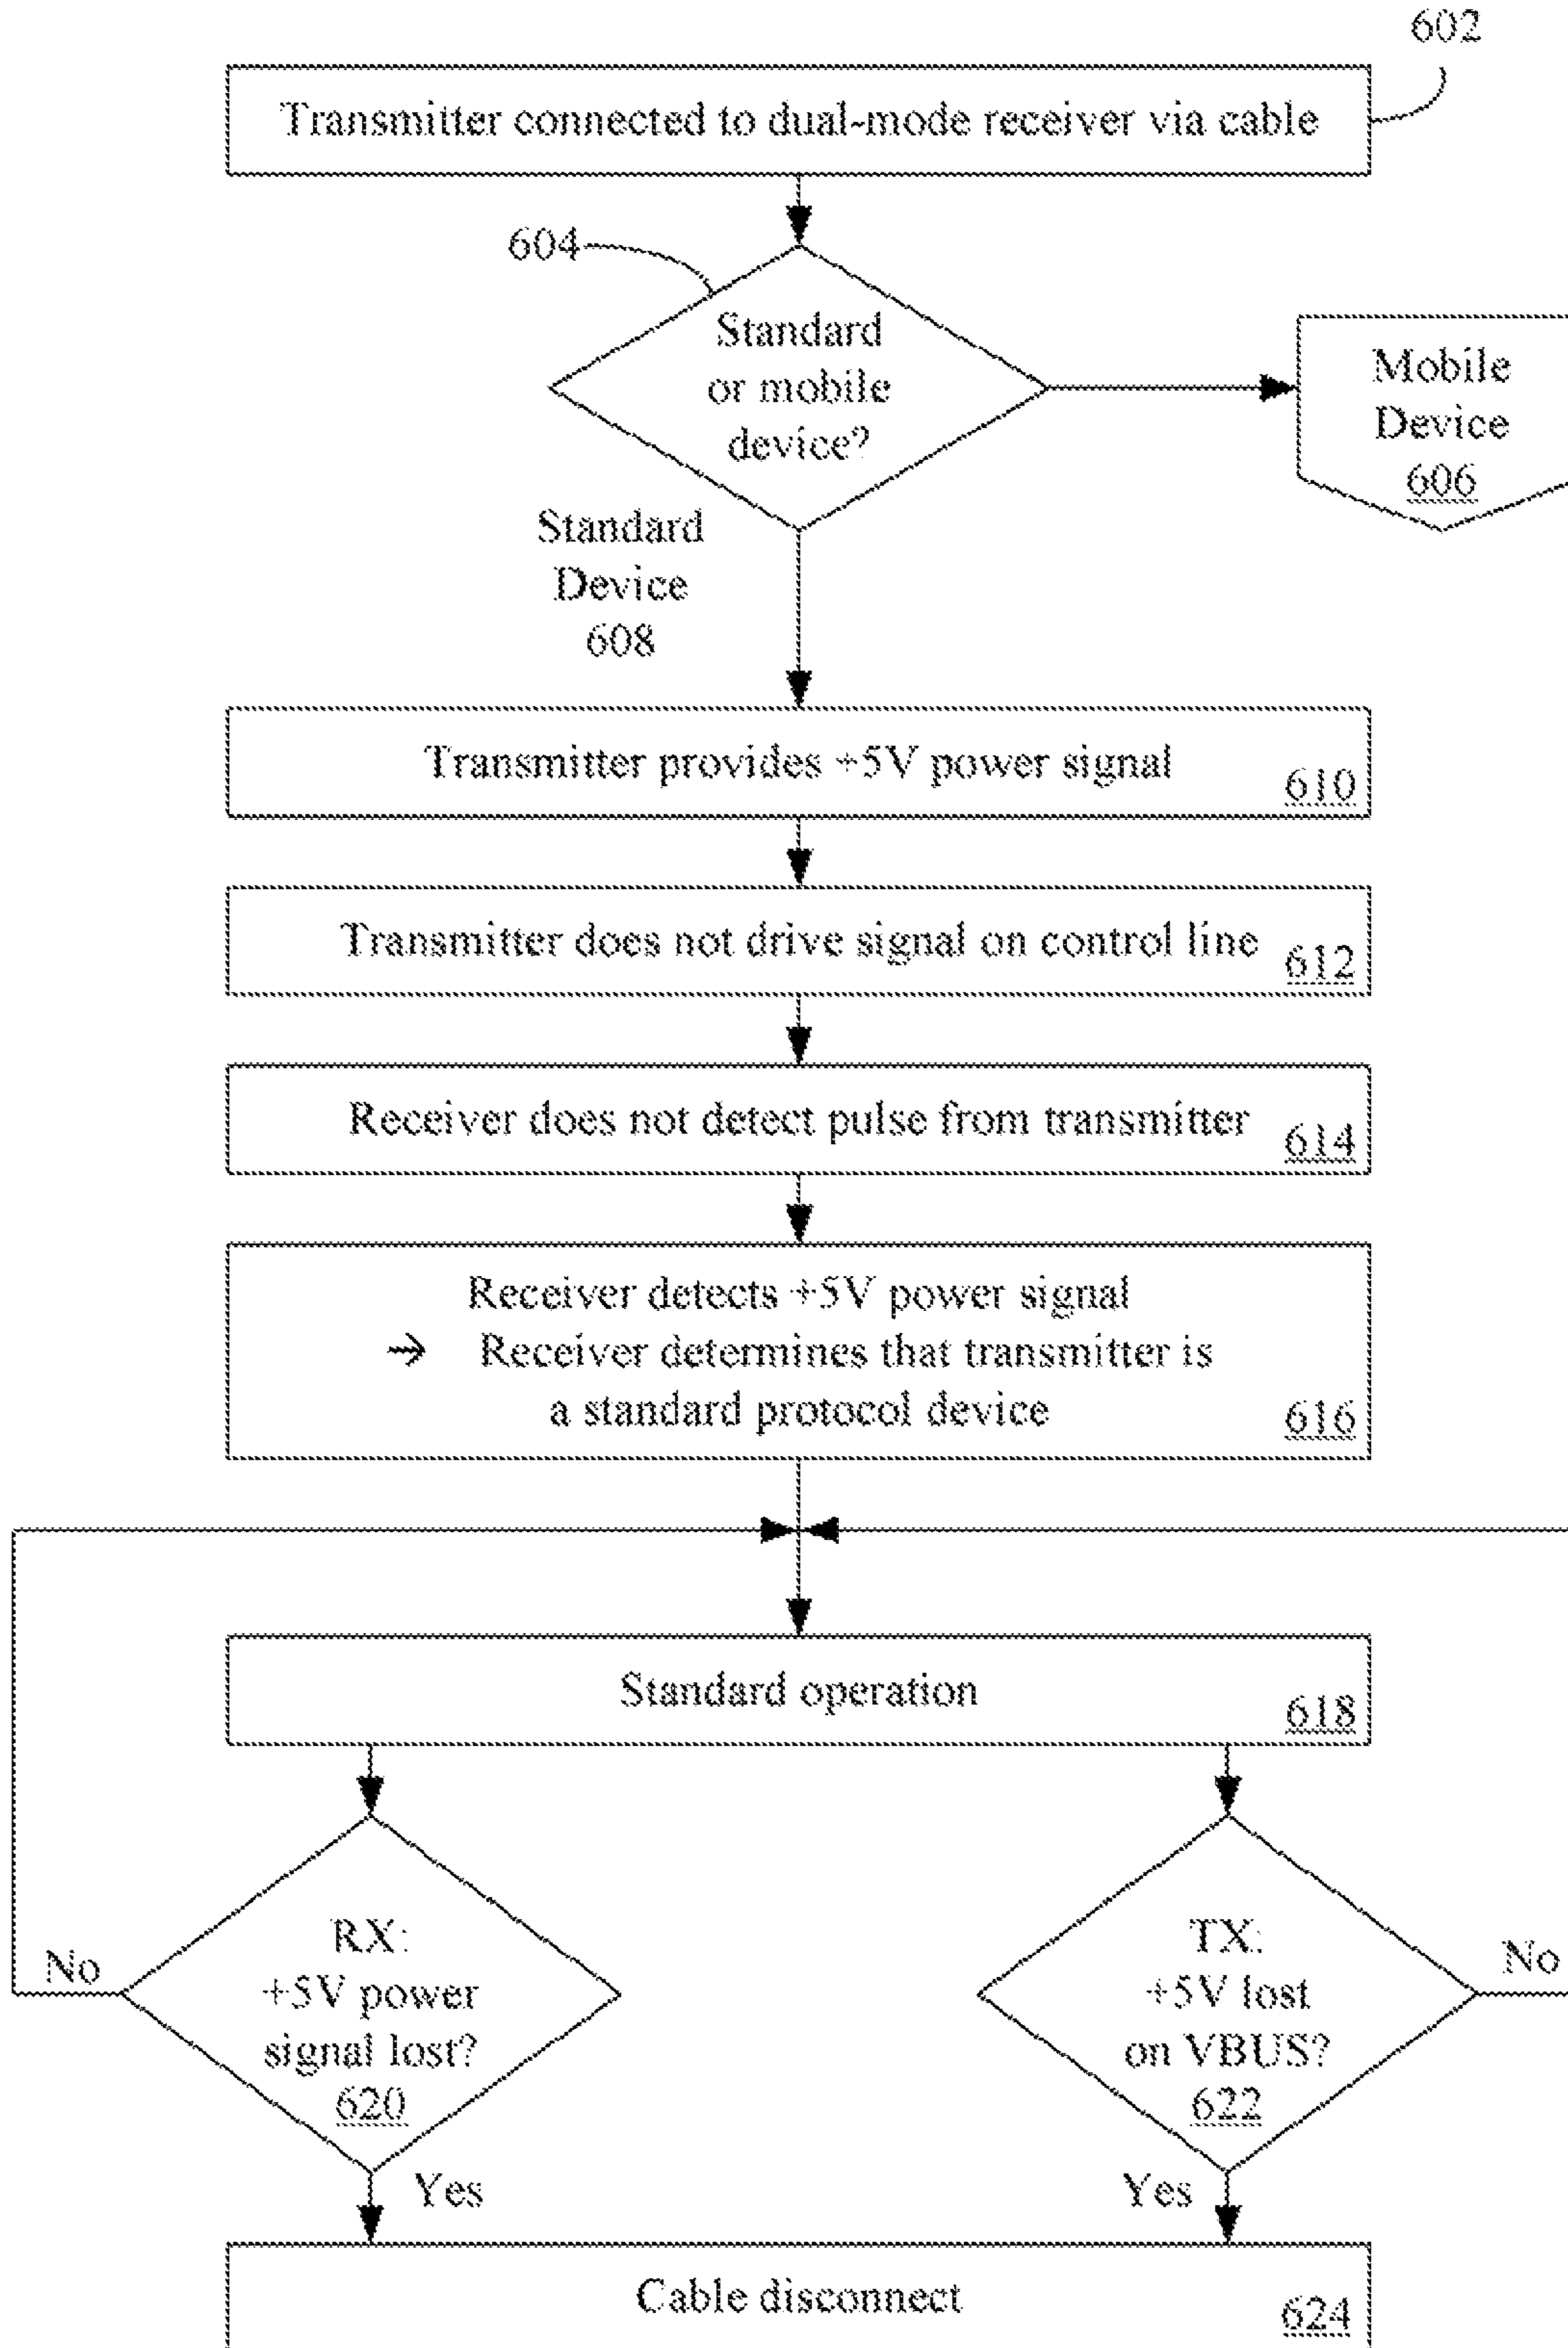 602
Transmitter connected to dual-mode receiver via cable
604
Standard
or mobile
device?
Mobile
Device
606
Standard
Device
608
Transmitter provides +5V power signal
610
Transmitter does not drive signal on control line
612
Receiver does not detect pulse from transmitter
614
Receiver detects +5V power signal
→ Receiver determines that transmitter is
a standard protocol device
616
Standard operation
618
RX:
+5V power
signal lost?
620
No
Yes
TX:
+5V lost
on VBUS?
622
No
Yes
Cable disconnect
624